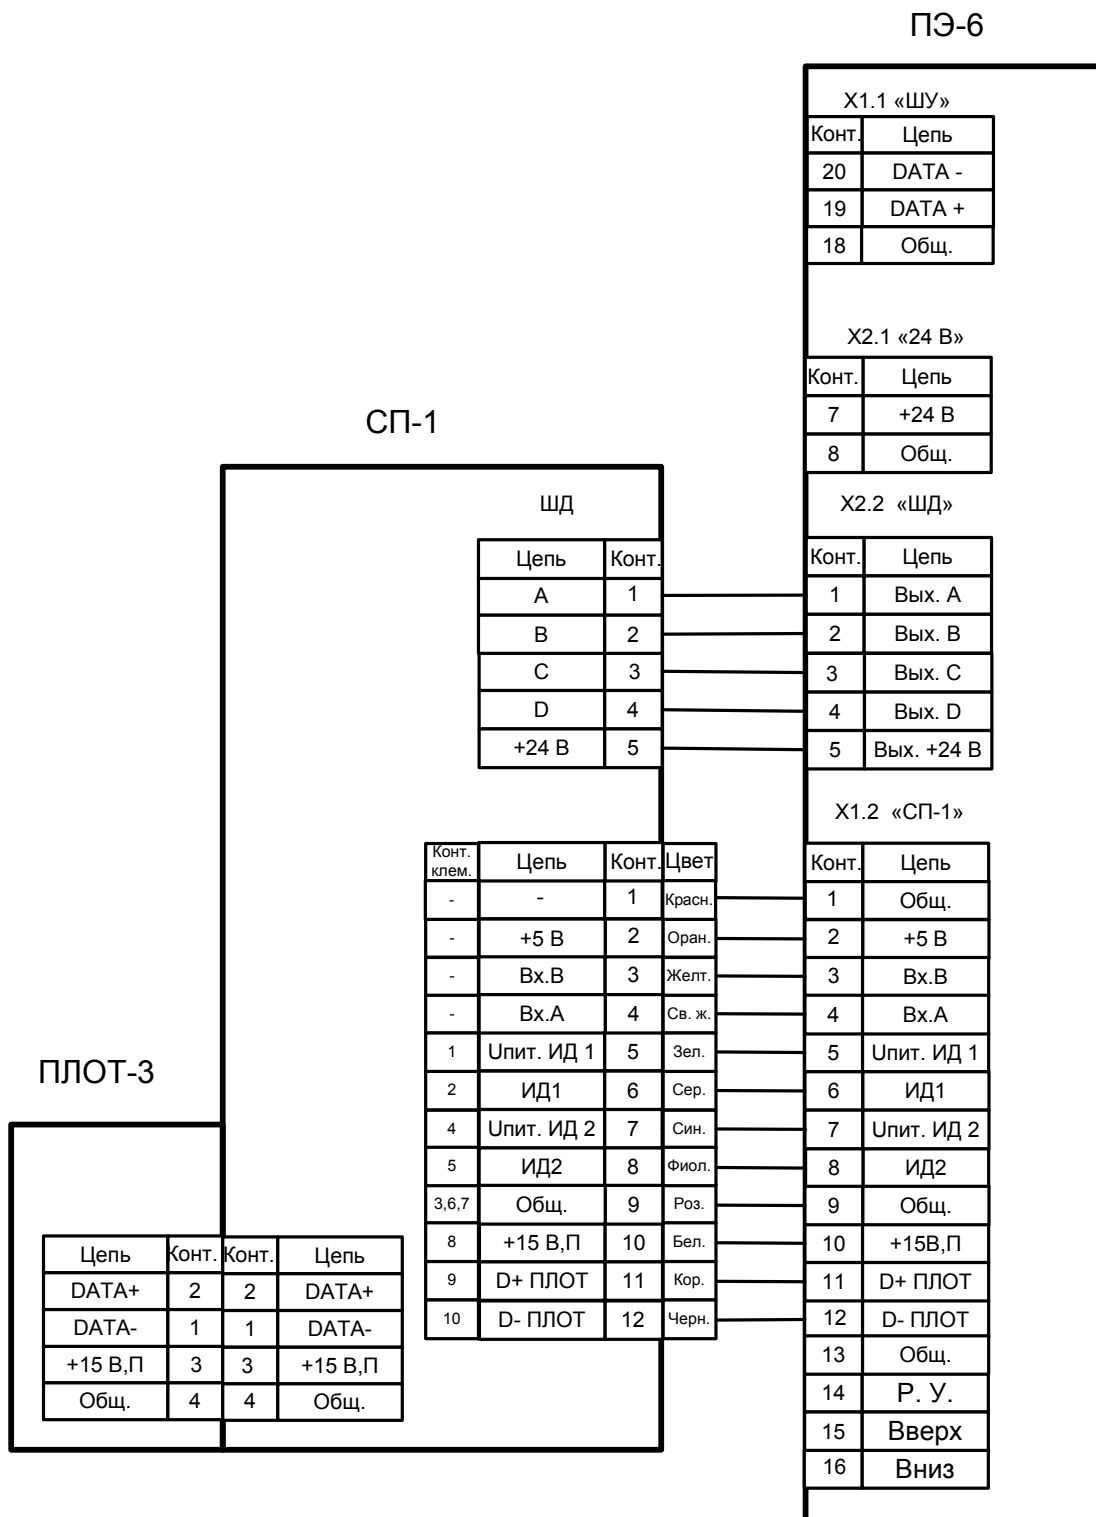 ПЭ-6
X1.1 «ШУ»
Конт. Цепь
20 DATA -
19 DATA +
18 Общ.
X2.1 «24 В»
Конт. Цепь
7 +24 В
8 Общ.
СП-1
ШД
Цепь Конт.
A 1
B 2
C 3
D 4
+24 В 5
X2.2 «ШД»
Конт. Цепь
1 Вых. A
2 Вых. B
3 Вых. C
4 Вых. D
5 Вых. +24 В
Конт. клем. Цепь Конт. Цвет
- - 1 Красн.
- +5 В 2 Оран.
- Вх.B 3 Желт.
- Вх.A 4 Св. ж.
1 Uпит. ИД 1 5 Зел.
2 ИД1 6 Сер.
4 Uпит. ИД 2 7 Син.
5 ИД2 8 Фиол.
3,6,7 Общ. 9 Роз.
8 +15 В,П 10 Бел.
9 D+ ПЛОТ 11 Кор.
10 D- ПЛОТ 12 Черн.
X1.2 «СП-1»
Конт. Цепь
1 Общ.
2 +5 В
3 Вх.B
4 Вх.A
5 Uпит. ИД 1
6 ИД1
7 Uпит. ИД 2
8 ИД2
9 Общ.
10 +15В,П
11 D+ ПЛОТ
12 D- ПЛОТ
13 Общ.
14 Р. У.
15 Вверх
16 Вниз
ПЛОТ-3
Цепь Конт. Конт. Цепь
DATA+ 2 2 DATA+
DATA- 1 1 DATA-
+15 В,П 3 3 +15 В,П
Общ. 4 4 Общ.